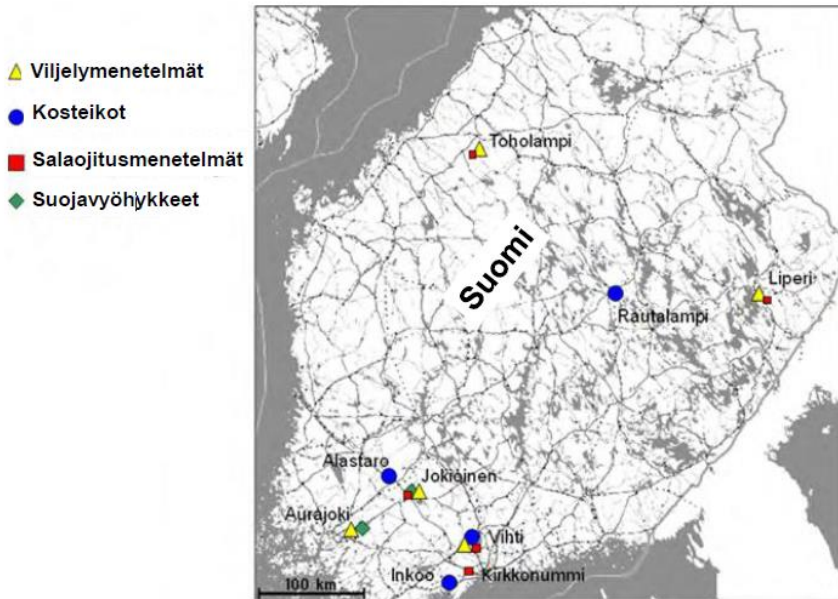 Viljelymenetelmät
Kosteikot
Salaojitusmenetelmät
Suojavyöhykkeet
Toholampi
Suomi
Liperi
Rautalampi
Alastaro
Jokioinen
Aurajoki
Vihti
Inkoo
Kirkkonummi
100 km